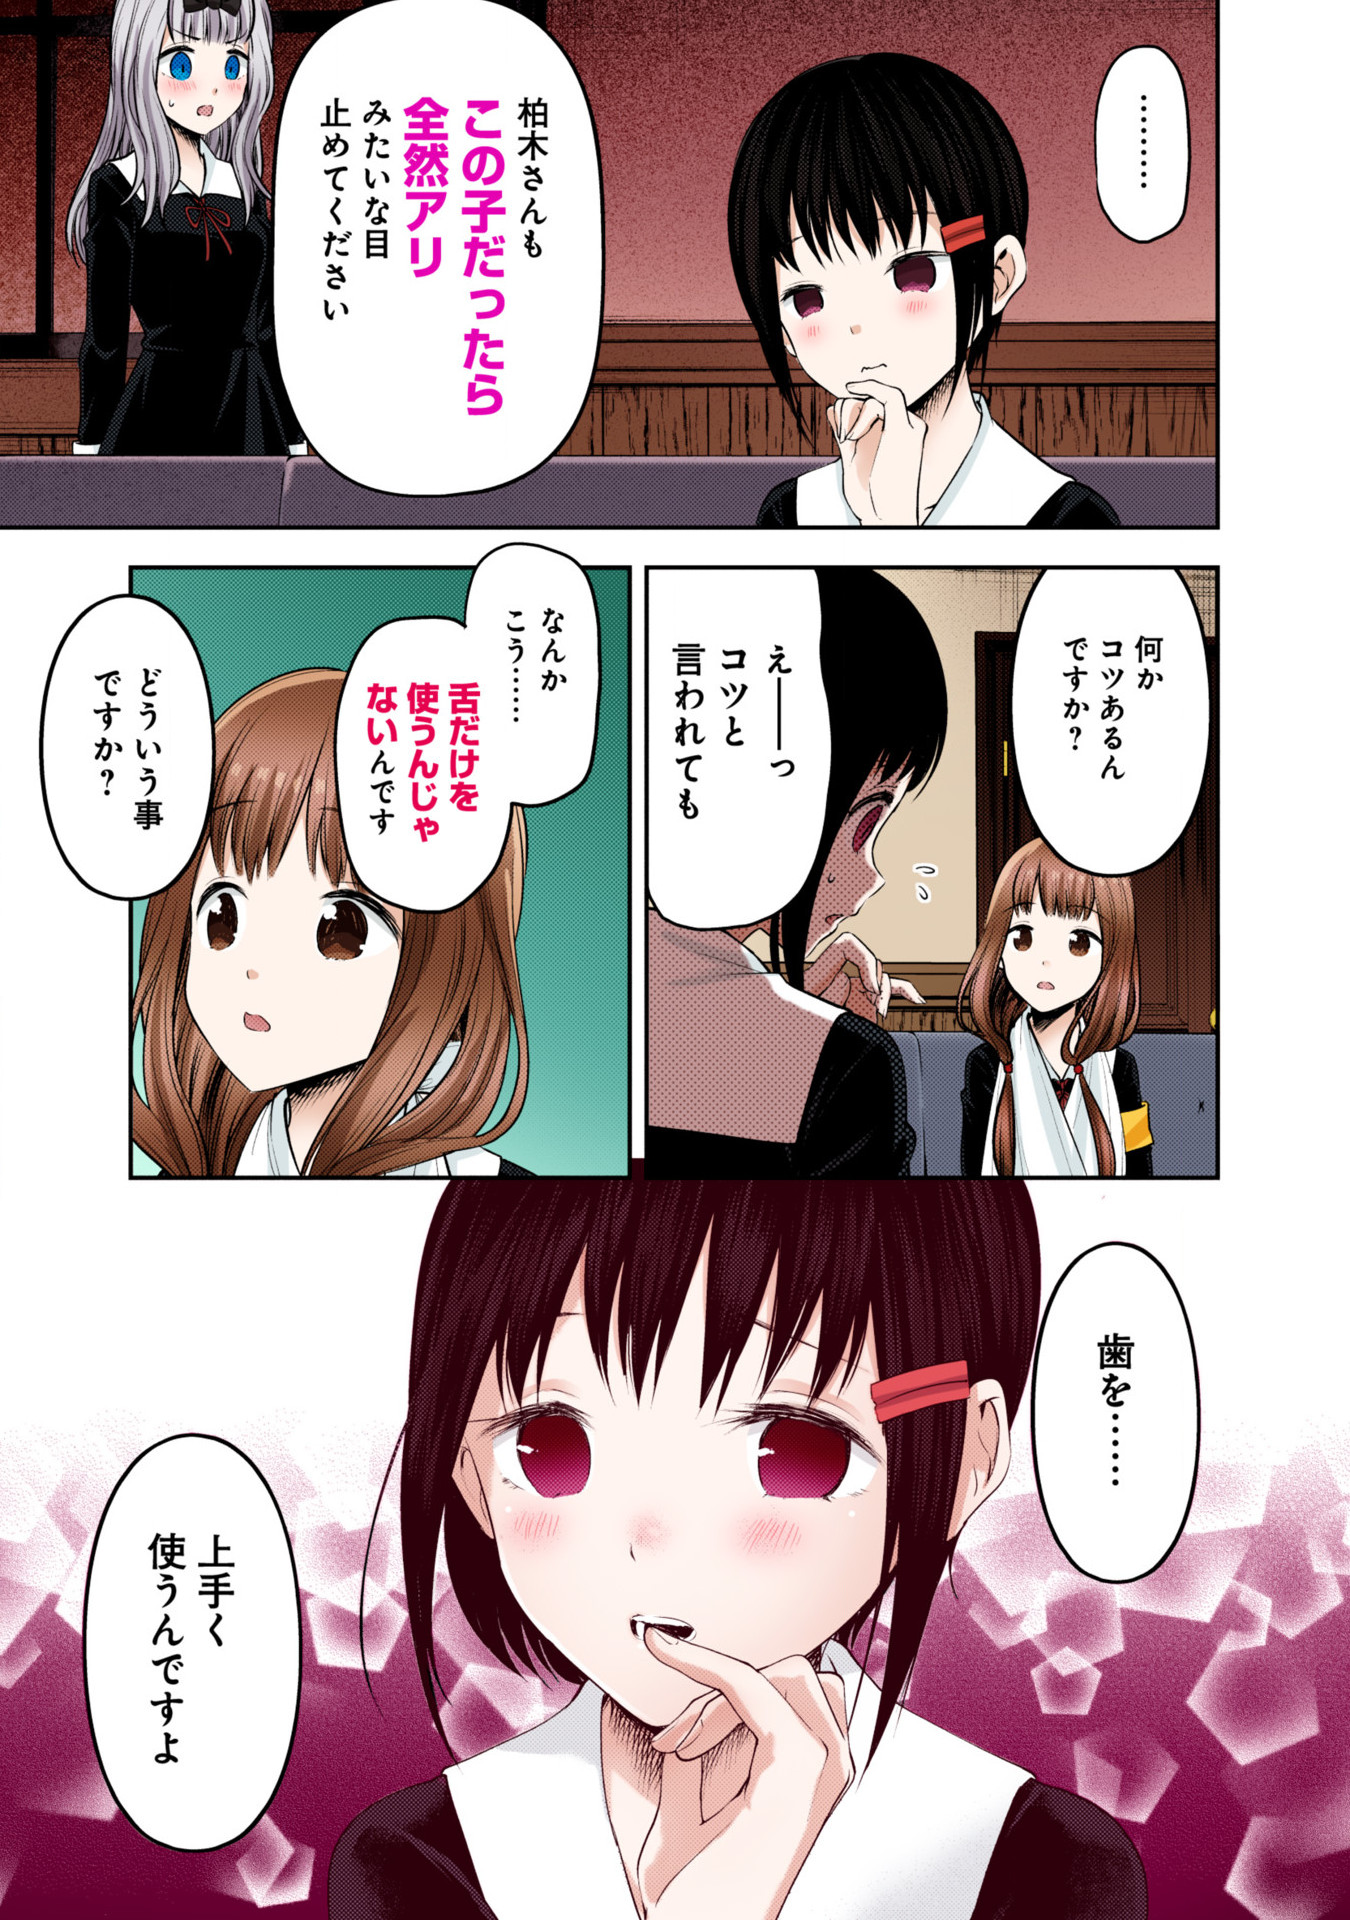 ………
柏木さんも
この子だったら
全然アリ
みたいな目
止めてください
何か
コツあるん
ですか？
え――っ
コツと
言われても
なんか
こう……
舌だけを
使うんじゃ
ないんです
どういう事
ですか？
歯を……
上手く
使うんですよ